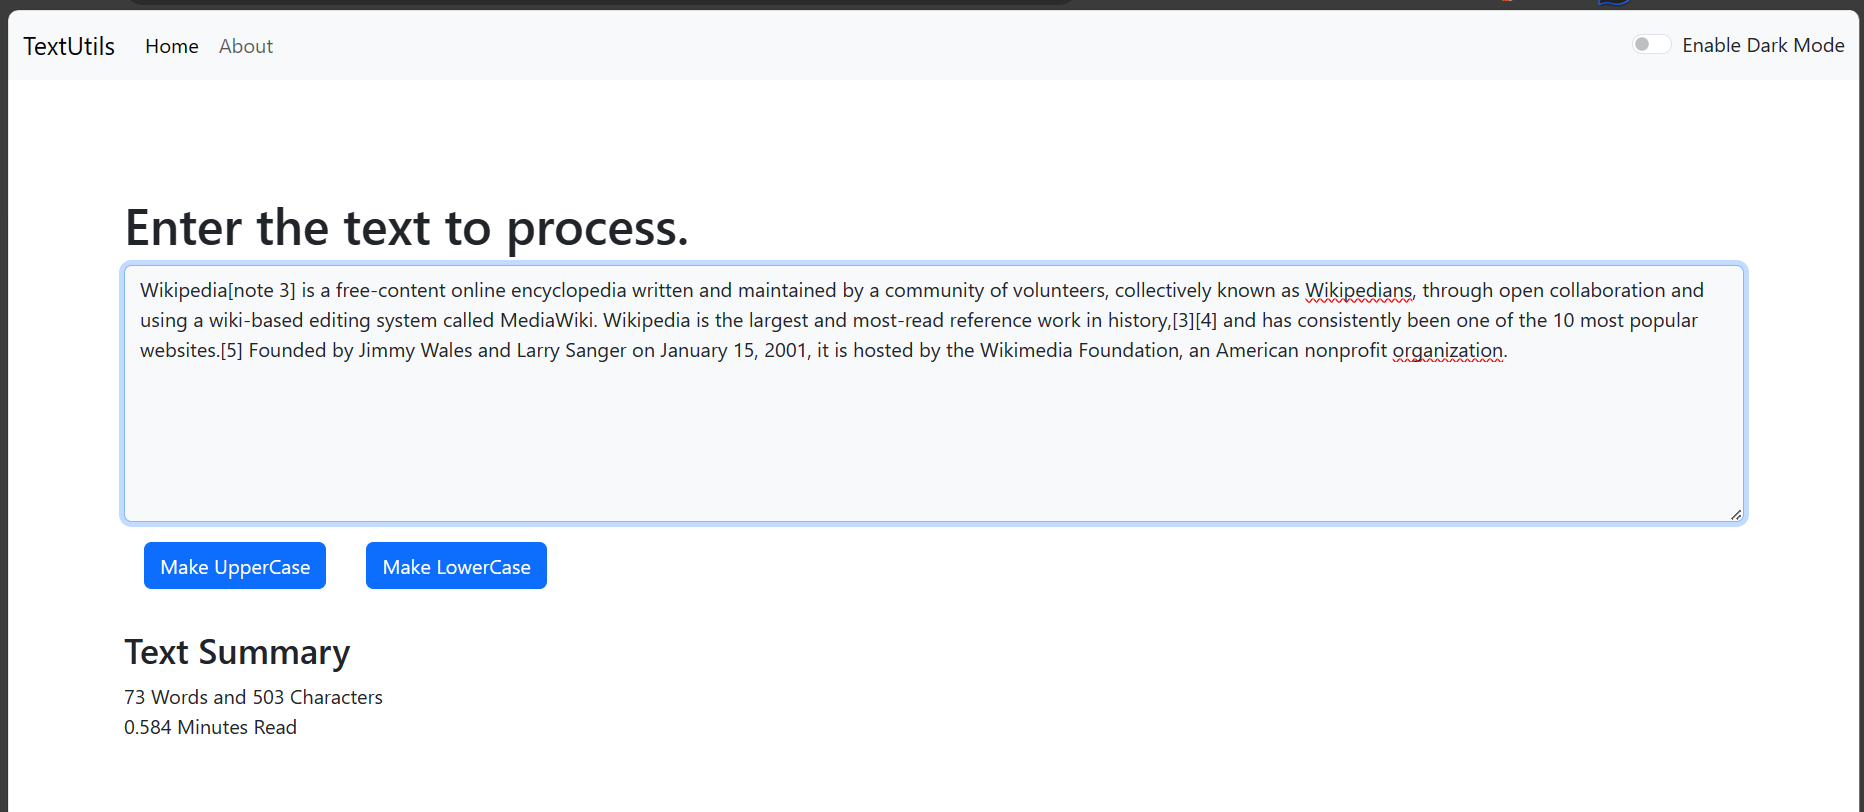 TextUtils Home About Enable Dark Mode
Enter the text to process.
Wikipedia[note 3] is a free-content online encyclopedia written and maintained by a community of volunteers, collectively known as Wikipedians, through open collaboration and
using a wiki-based editing system called MediaWiki. Wikipedia is the largest and most-read reference work in history,[3][4] and has consistently been one of the 10 most popular
websites.[5] Founded by Jimmy Wales and Larry Sanger on January 15, 2001, it is hosted by the Wikimedia Foundation, an American nonprofit organization.
Make UpperCase Make LowerCase
Text Summary
73 Words and 503 Characters
0.584 Minutes Read